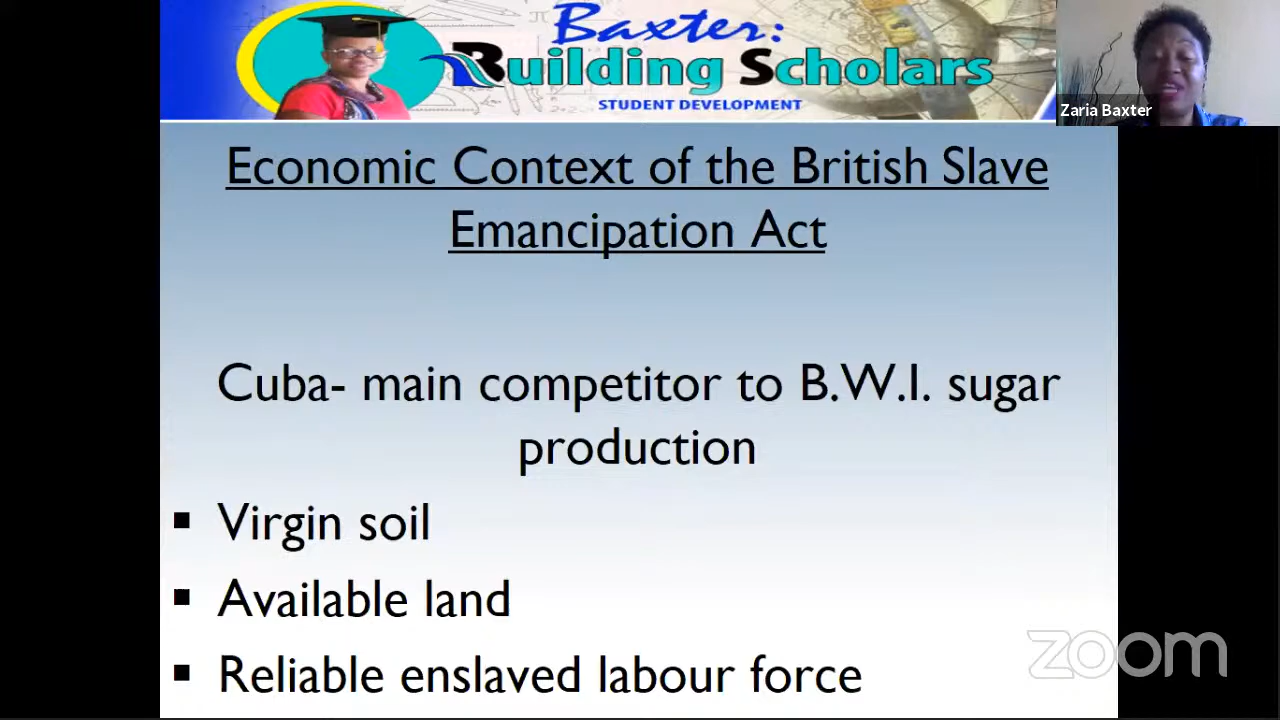 Baxter:
Building Scholars
STUDENT DEVELOPMENT
Zaria Baxter
Economic Context of the British Slave
Emancipation Act
Cuba- main competitor to B.W.I. sugar
production
▪ Virgin soil
▪ Available land
▪ Reliable enslaved labour force
zoom